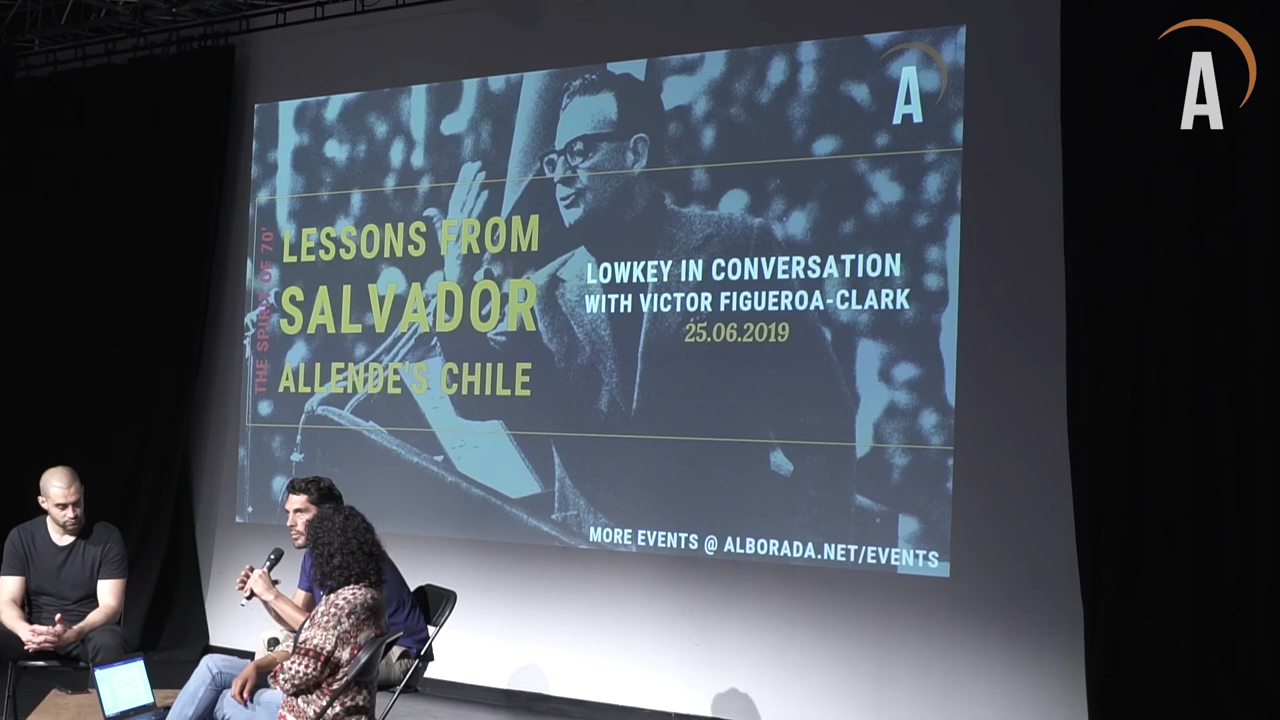 A
A
THE SPIRIT OF 70'
LESSONS FROM
SALVADOR
ALLENDE'S CHILE
LOWKEY IN CONVERSATION
WITH VICTOR FIGUEROA-CLARK
25.06.2019
MORE EVENTS @ ALBORADA.NET/EVENTS